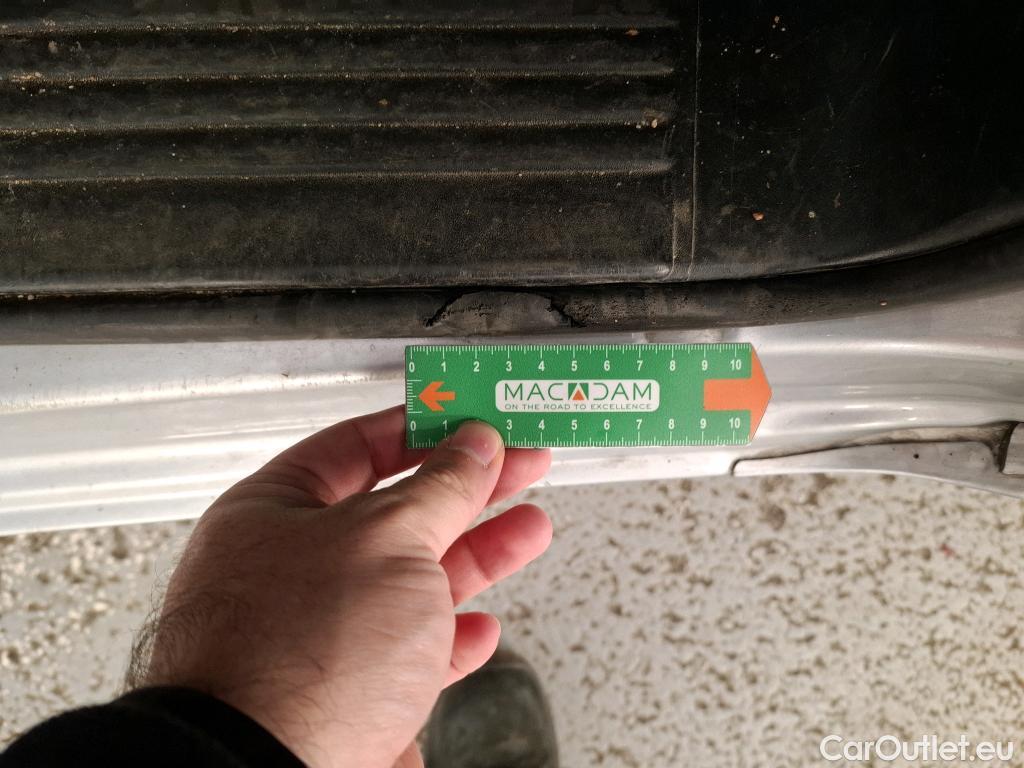 0 1 2 3 4 5 6 7 8 9 10
MACADAM
ON THE ROAD TO EXCELLENCE
0 1 3 4 5 6 7 8 9 10
CarOutlet.eu